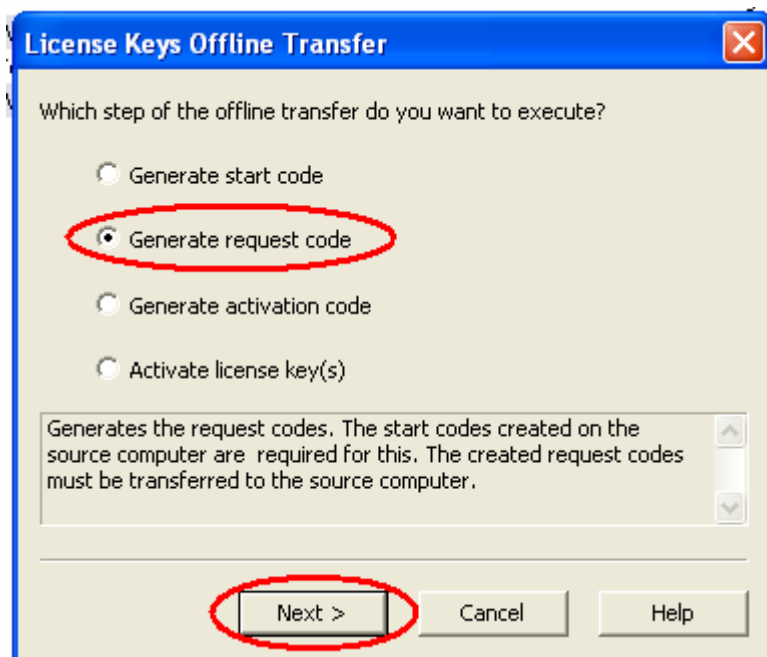 License Keys Offline Transfer
Which step of the offline transfer do you want to execute?
Generate start code
Generate request code
Generate activation code
Activate license key(s)
Generates the request codes. The start codes created on the
source computer are  required for this. The created request codes
must be transferred to the source computer.
Next >
Cancel
Help